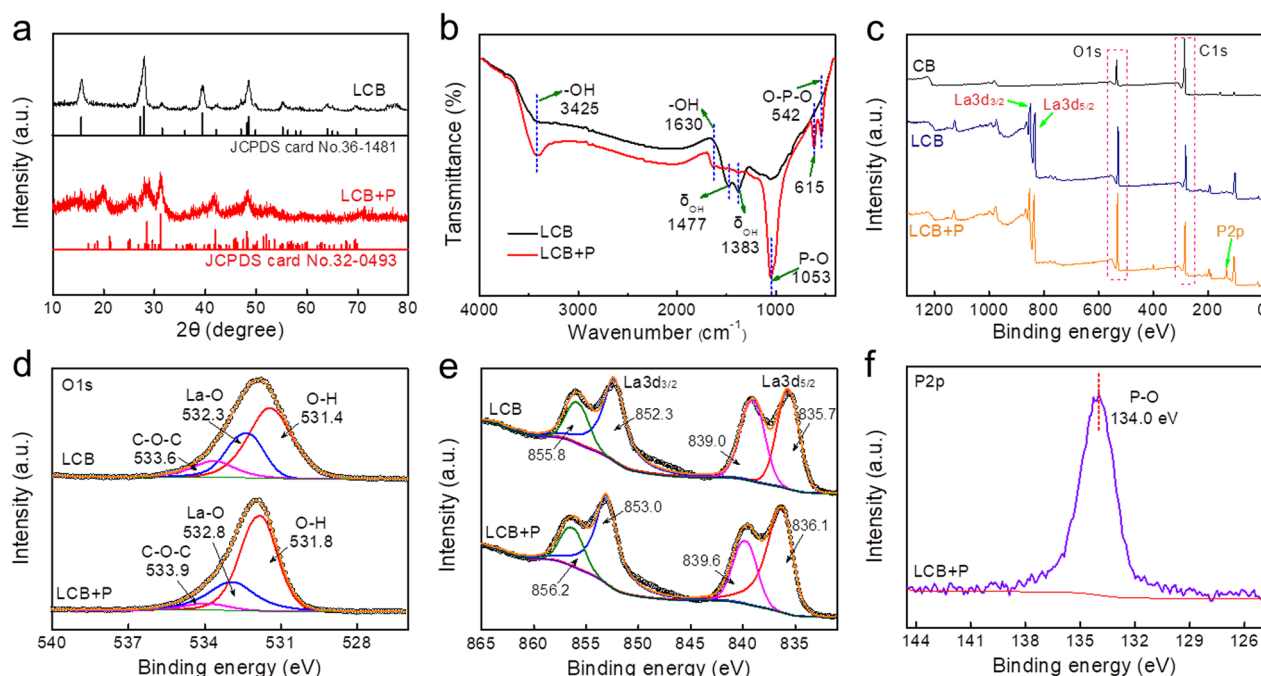 a
Intensity (a.u.)
LCB
JCPDS card No.36-1481
LCB+P
JCPDS card No.32-0493
10 20 30 40 50 60 70 80
2θ (degree)
b
Tansmittance (%)
-OH
3425
-OH
1630
O-P-O
542
615
δOH
1477
δOH
1383
LCB
LCB+P
P-O
1053
4000 3000 2000 1000
Wavenumber (cm-1)
c
Intensity (a.u.)
O1s
C1s
CB
La3d3/2
La3d5/2
LCB
LCB+P
P2p
1200 1000 800 600 400 200 0
Binding energy (eV)
d
Intensity (a.u.)
O1s
La-O
532.3
O-H
531.4
C-O-C
533.6
LCB
La-O
532.8
O-H
531.8
C-O-C
533.9
LCB+P
540 537 534 531 528
Binding energy (eV)
e
Intensity (a.u.)
La3d3/2
La3d5/2
LCB
852.3
835.7
855.8
839.0
LCB+P
853.0
836.1
856.2
839.6
865 860 855 850 845 840 835
Binding energy (eV)
f
Intensity (a.u.)
P2p
P-O
134.0 eV
LCB+P
144 141 138 135 132 129 126
Binding energy (eV)